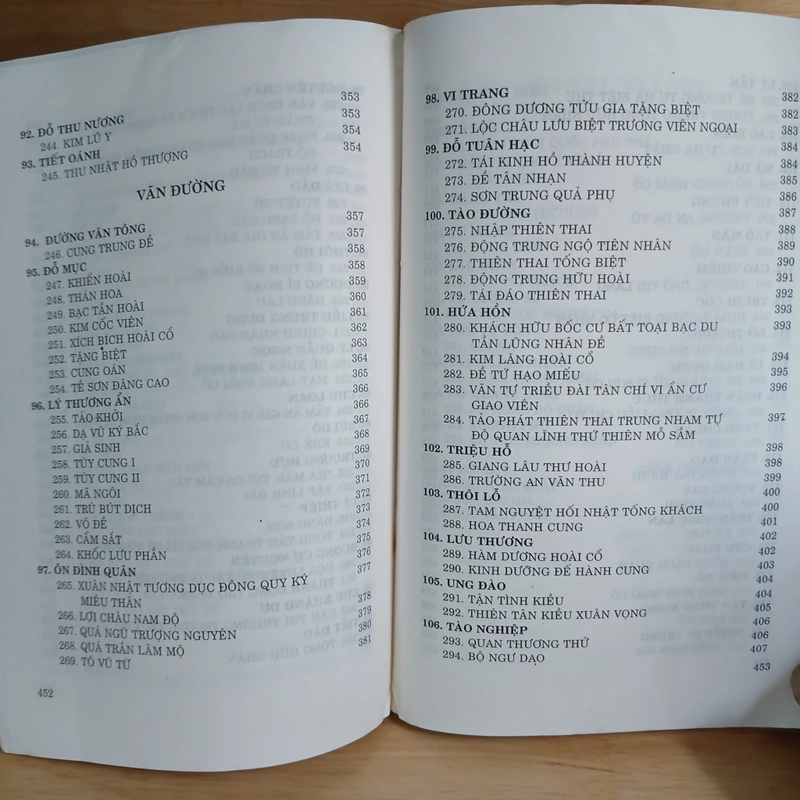 92. ĐỖ THU NƯƠNG 353
244. KIM LŨ Y 353
93. TIẾT OÁNH 354
245. THU NHẬT HỒ THƯỢNG 354
VÃN ĐƯỜNG
94. ĐƯỜNG VĂN TÔNG 357
246. CUNG TRUNG ĐỀ 357
95. ĐỖ MỤC 358
247. KHIỂN HOÀI 358
248. THÁN HOA 359
249. BẠC TẦN HOÀI 360
250. KIM CỐC VIÊN 361
251. XÍCH BÍCH HOÀI CỔ 362
252. TẶNG BIỆT 363
253. CUNG OÁN 364
254. TỀ SƠN ĐĂNG CAO 365
96. LÝ THƯƠNG ẨN 366
255. TẢO KHỞI 366
256. DẠ VŨ KÝ BẮC 367
257. GIẢ SINH 368
258. TÙY CUNG I 369
259. TÙY CUNG II 370
260. MÃ NGÔI 371
261. TRÙ BÚT DỊCH 372
262. VÔ ĐỀ 373
263. CẨM SẮT 374
264. KHỐC LƯU PHẦN 375
97. ÔN ĐÌNH QUÂN 376
265. XUÂN NHẬT TƯƠNG DỤC ĐÔNG QUY KÝ 377
MIÊU THÂN
266. LỢI CHÂU NAM ĐỘ 378
267. QUÁ NGŨ TRƯỢNG NGUYÊN 379
268. QUÁ TRẦN LÂM MỘ 380
269. TÔ VŨ TỪ 381
452
98. VI TRANG 382
270. ĐÔNG DƯƠNG TỬU GIA TẶNG BIỆT 382
271. LỘC CHÂU LƯU BIỆT TRƯƠNG VIÊN NGOẠI 383
99. ĐỖ TUÂN HẠC 384
272. TÁI KINH HỒ THÀNH HUYỆN 384
273. ĐỀ TÂN NHẠN 385
274. SƠN TRUNG QUẢ PHỤ 386
100. TÀO ĐƯỜNG 387
275. NHẬP THIÊN THAI 387
276. ĐỘNG TRUNG NGỘ TIÊN NHÂN 388
277. THIÊN THAI TỐNG BIỆT 389
278. ĐỘNG TRUNG HỮU HOÀI 390
279. TÁI ĐÁO THIÊN THAI 391
101. HỨA HỒN 392
280. KHÁCH HỮU BỐC CƯ BẤT TOẠI BẠC DU 393
TẦN LŨNG NHÂN ĐỀ
281. KIM LĂNG HOÀI CỔ 394
282. ĐỀ TỨ HẠO MIẾU 395
283. VĂN TỰ TRIỀU ĐÀI TÂN CHÍ VI ẨN CƯ 396
GIAO VIÊN
284. TẢO PHÁT THIÊN THAI TRUNG NHAM TỰ 397
ĐỘ QUAN LĨNH THỨ THIÊN MỖ SẦM
102. TRIỆU HỖ 398
285. GIANG LÂU THƯ HOÀI 398
286. TRƯỜNG AN VÃN THU 399
103. THÔI LỖ 400
287. TAM NGUYỆT HỐI NHẬT TỐNG KHÁCH 400
288. HOA THANH CUNG 401
104. LƯU THƯƠNG 402
289. HÀM DƯƠNG HOÀI CỔ 402
290. KINH DƯỠNG ĐẾ HÀNH CUNG 403
105. UNG ĐÀO 404
291. TẬN TÌNH KIỀU 404
292. THIÊN TÂN KIỀU XUÂN VỌNG 405
106. TÀO NGHIỆP 406
293. QUAN THƯƠNG THỬ 406
294. BỘ NGƯ DAO 407
453